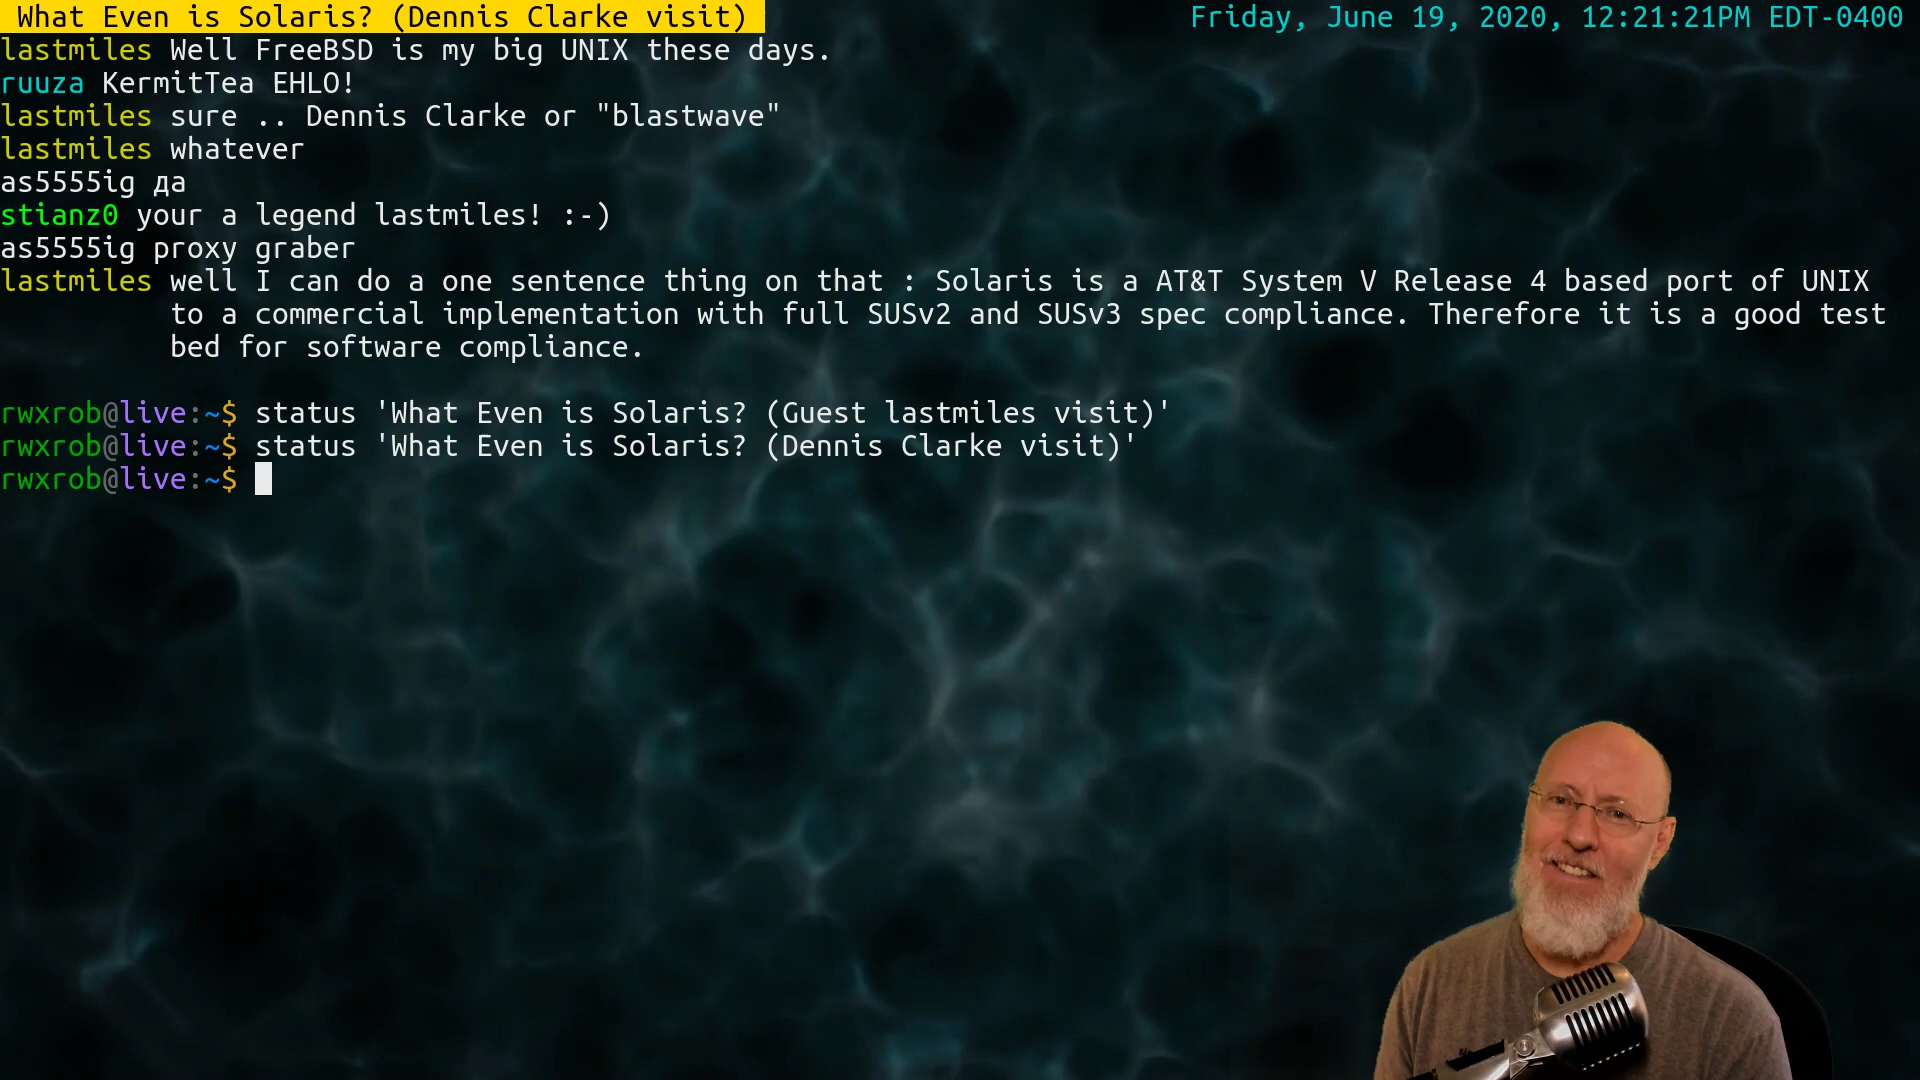 What Even is Solaris? (Dennis Clarke visit)
Friday, June 19, 2020, 12:21:21PM EDT-0400
lastmiles Well FreeBSD is my big UNIX these days.
ruuza KermitTea EHLO!
lastmiles sure .. Dennis Clarke or "blastwave"
lastmiles whatever
as5555ig да
stianz0 your a legend lastmiles! :-)
as5555ig proxy graber
lastmiles well I can do a one sentence thing on that : Solaris is a AT&T System V Release 4 based port of UNIX
to a commercial implementation with full SUSv2 and SUSv3 spec compliance. Therefore it is a good test
bed for software compliance.
rwxrob@live:~$ status 'What Even is Solaris? (Guest lastmiles visit)'
rwxrob@live:~$ status 'What Even is Solaris? (Dennis Clarke visit)'
rwxrob@live:~$